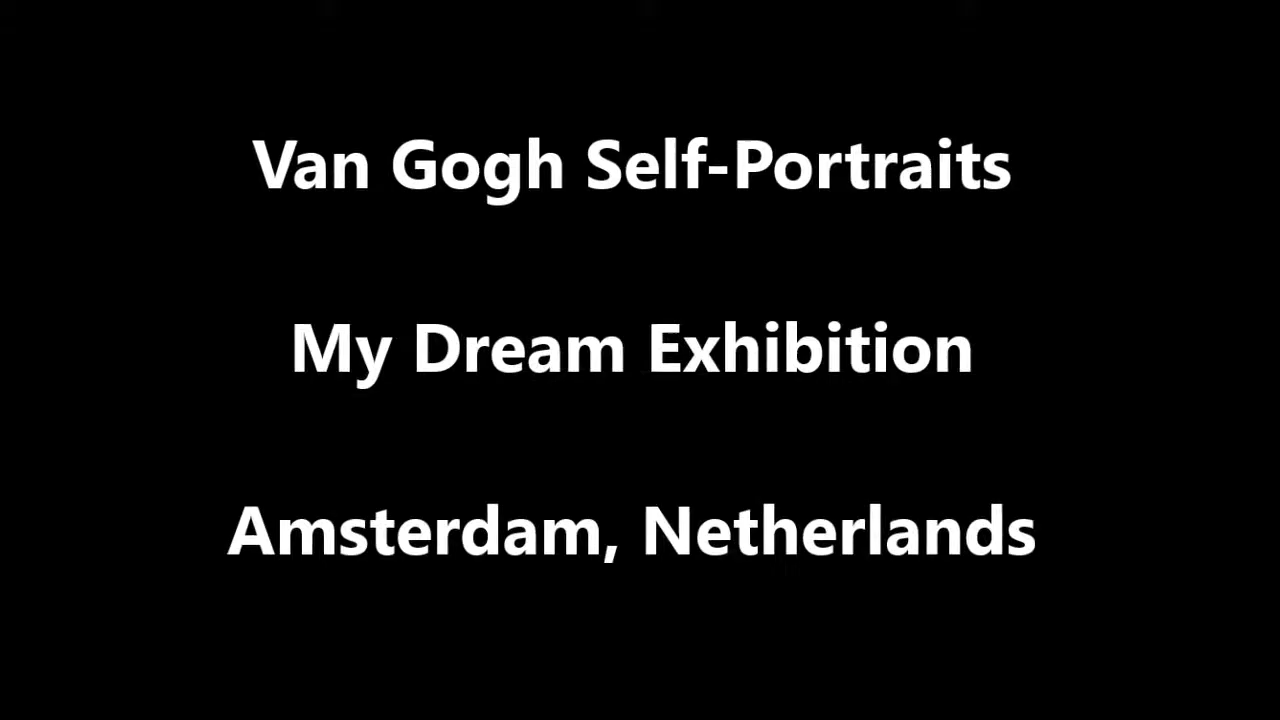 Van Gogh Self-Portraits
My Dream Exhibition
Amsterdam, Netherlands